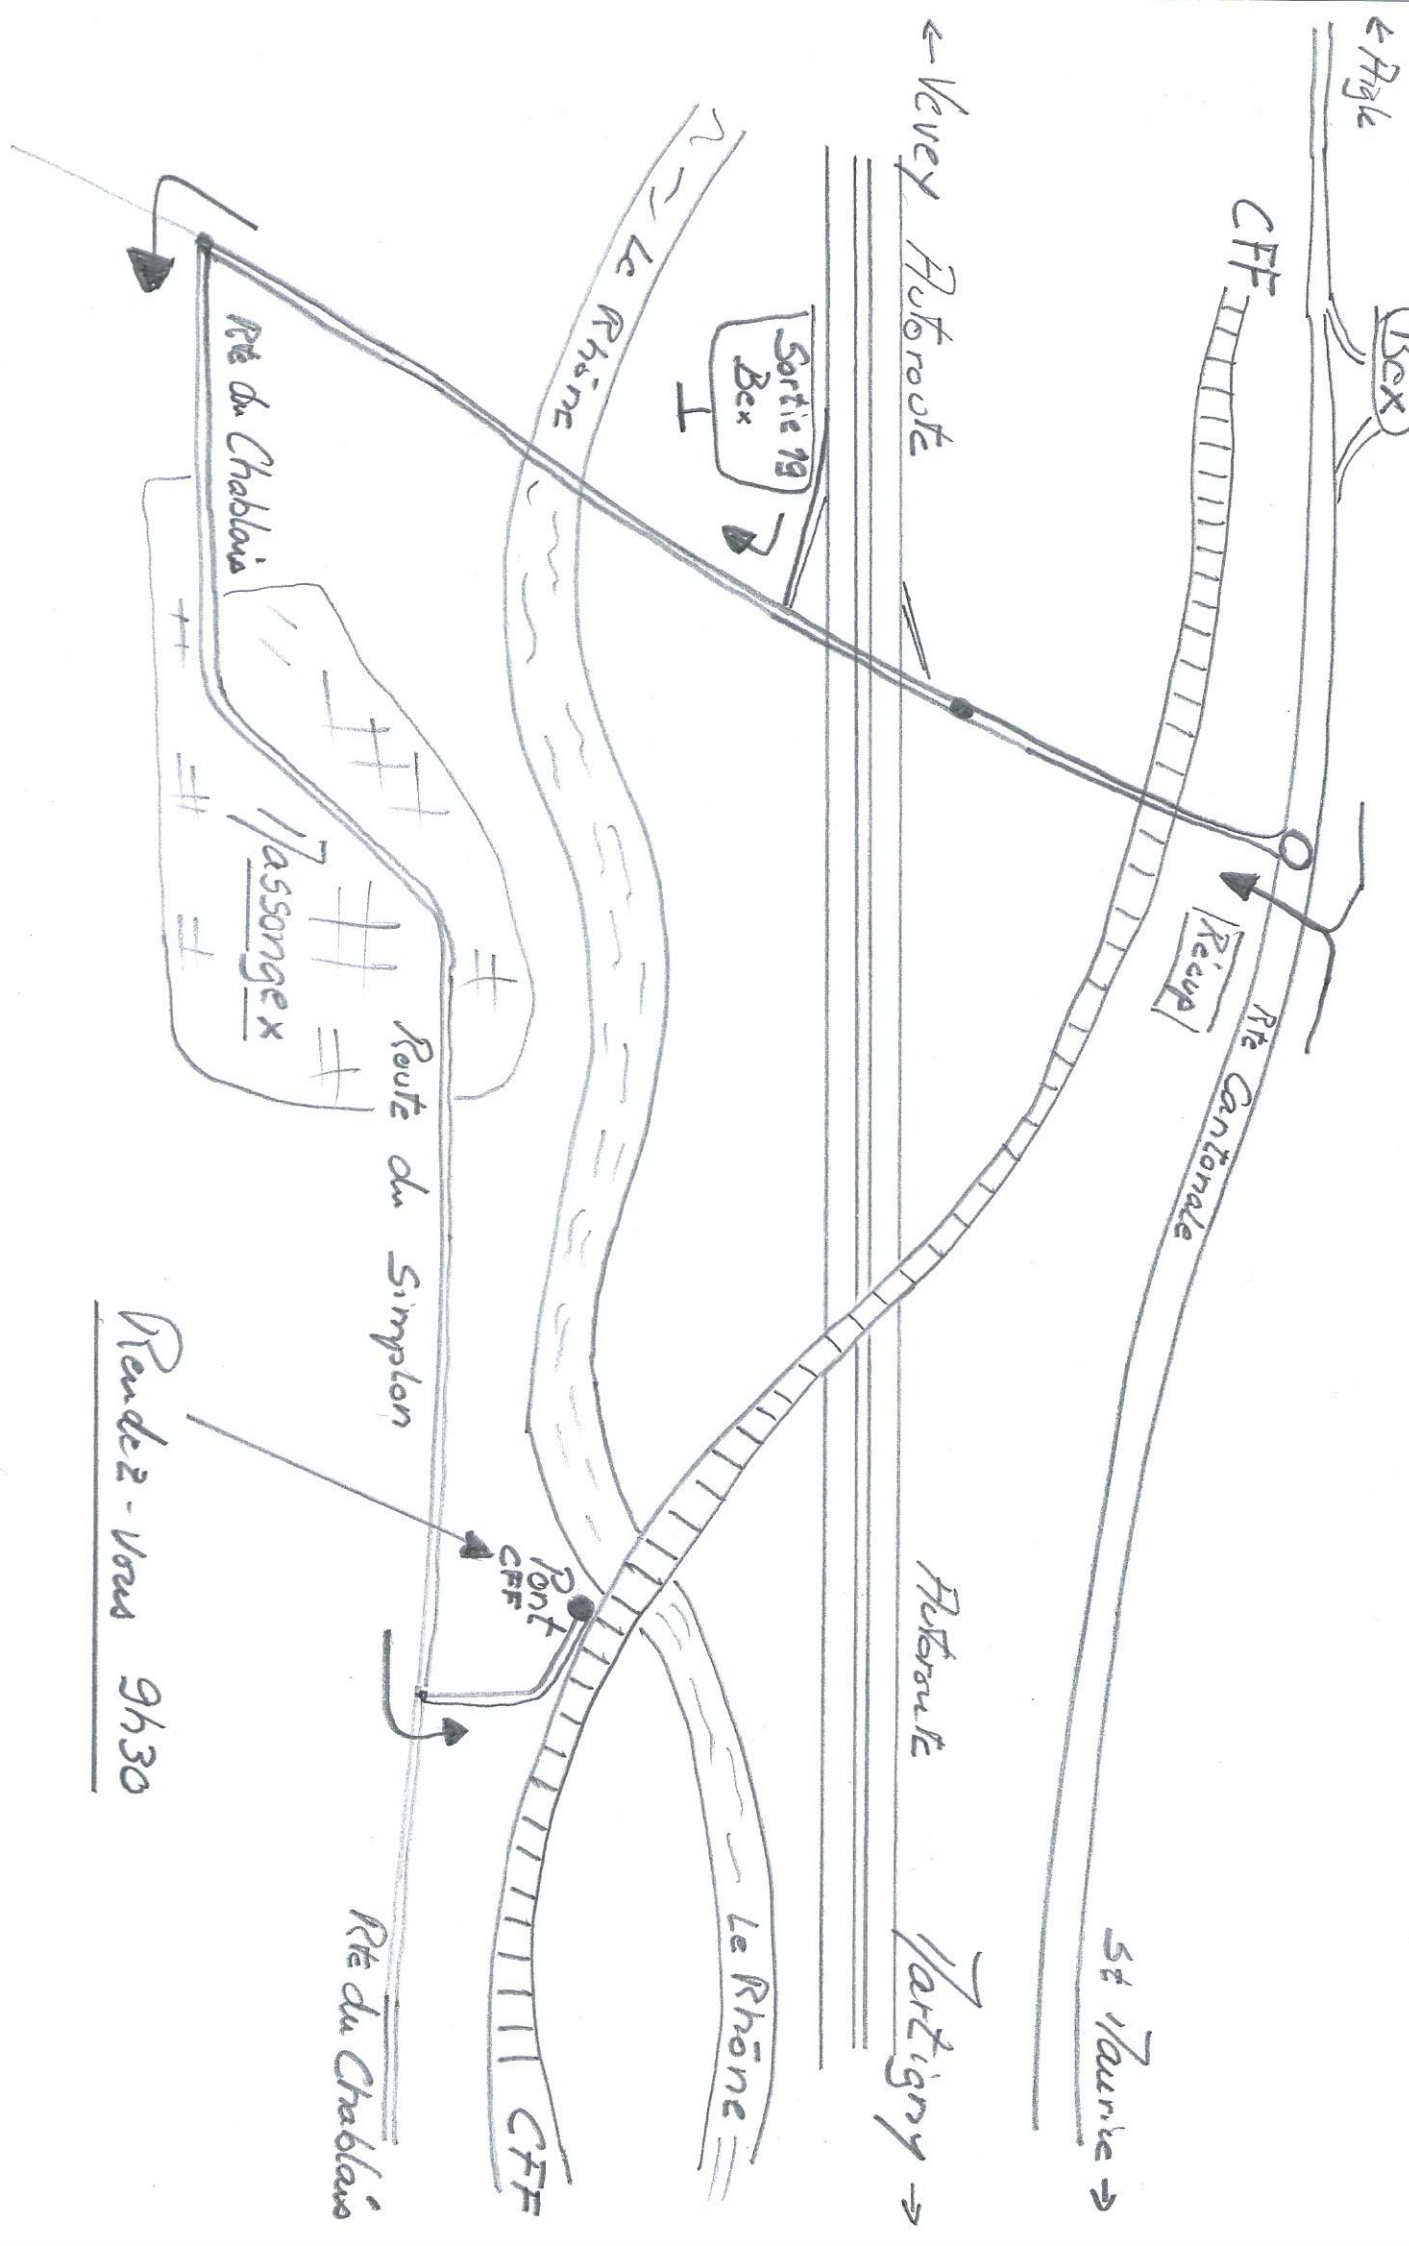 ← Aigle
Bex
CFF
Rte Cantonale
St Maurice →
Récup
← Vevey Autoroute
Autoroute
Martigny →
Sortie 19
Bex
Le Rhône
Le Rhône
Pont
CFF
CFF
Rte du Chablais
Massongex
Route du Simplon
Rte du Chablais
Rendez-Vous 9h30